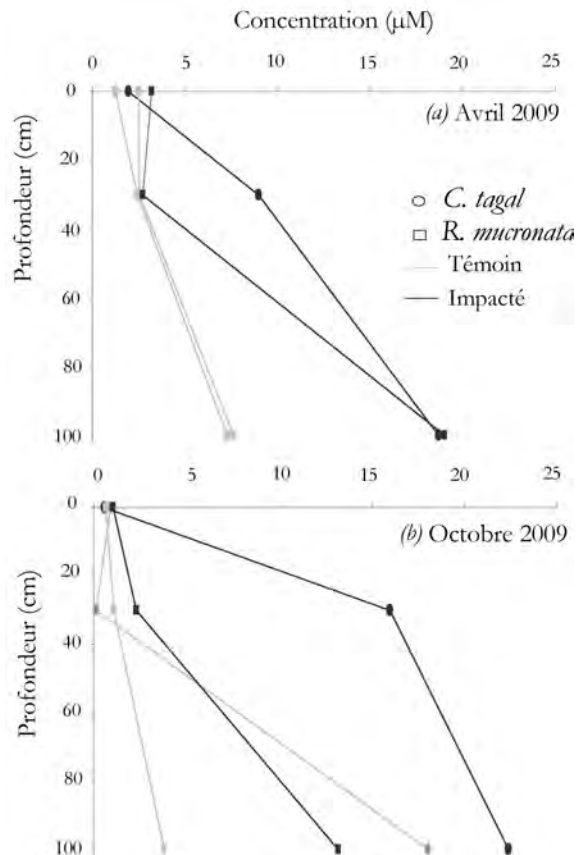 Concentration (µM)
0 5 10 15 20 25
0
20
40
60
80
100
Profondeur (cm)
(a) Avril 2009
C. tagal
R. mucronata
Témoin
Impacté
0 5 10 15 20 25
0
20
40
60
80
100
Profondeur (cm)
(b) Octobre 2009